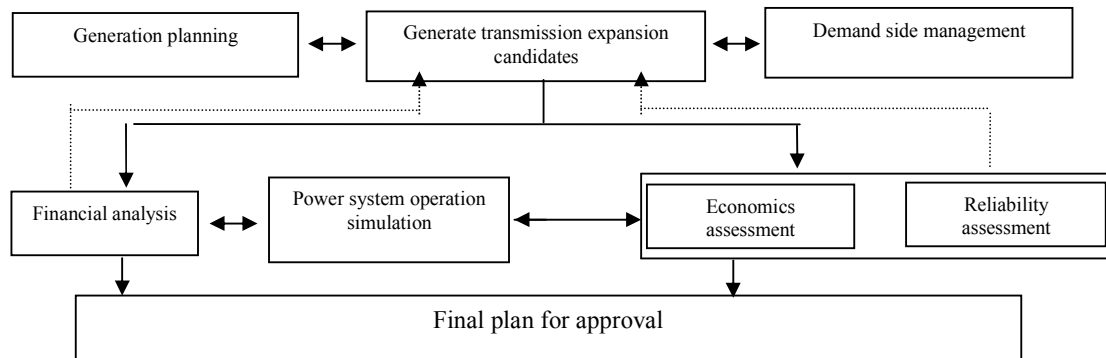 Generation planning
Generate transmission expansion
candidates
Demand side management
Financial analysis
Power system operation
simulation
Economics
assessment
Reliability
assessment
Final plan for approval